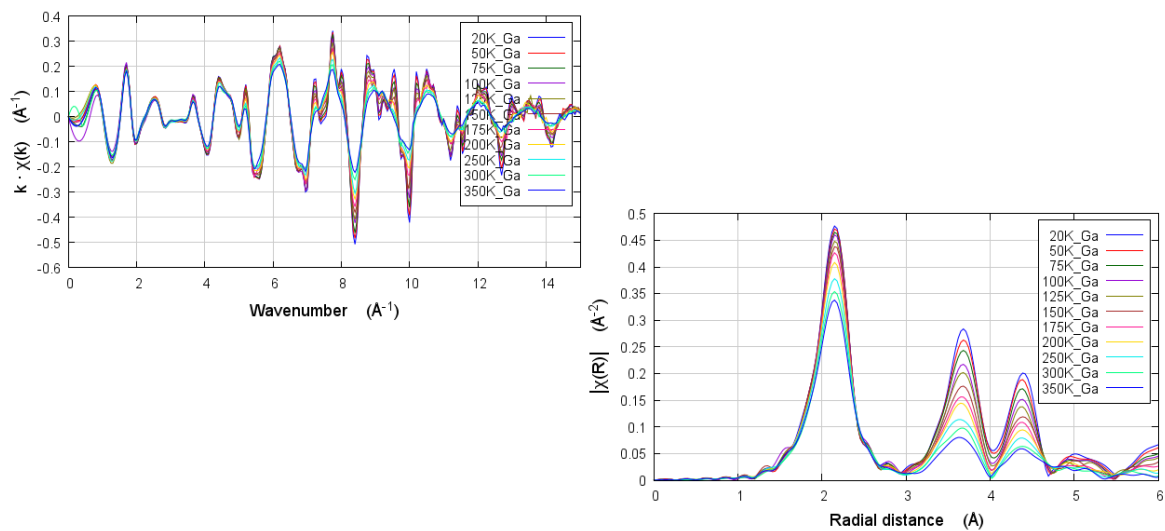 0.4
0.3
0.2
0.1
0
-0.1
-0.2
-0.3
-0.4
-0.5
-0.6
k · χ(k) (Å⁻¹)
20K_Ga
50K_Ga
75K_Ga
100K_Ga
125K_Ga
150K_Ga
175K_Ga
200K_Ga
250K_Ga
300K_Ga
350K_Ga
0 2 4 6 8 10 12 14
Wavenumber (Å⁻¹)
0.5
0.45
0.4
0.35
0.3
0.25
0.2
0.15
0.1
0.05
0
|χ(R)| (Å⁻²)
20K_Ga
50K_Ga
75K_Ga
100K_Ga
125K_Ga
150K_Ga
175K_Ga
200K_Ga
250K_Ga
300K_Ga
350K_Ga
0 1 2 3 4 5 6
Radial distance (Å)